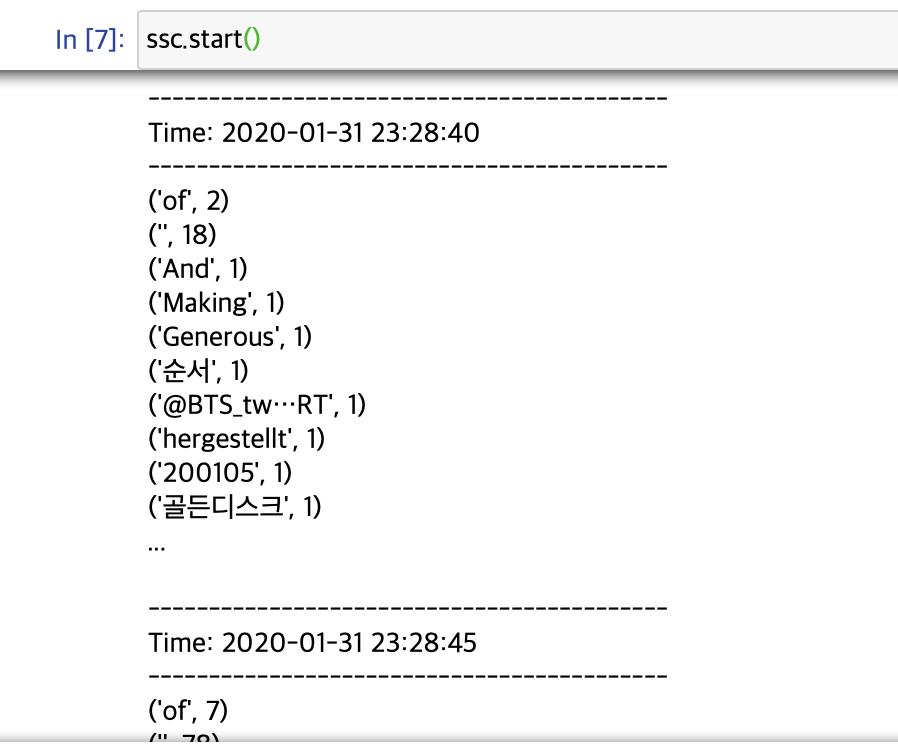 In [7]: ssc.start()
-------------------------------------------
Time: 2020-01-31 23:28:40
-------------------------------------------
('of', 2)
('', 18)
('And', 1)
('Making', 1)
('Generous', 1)
('순서', 1)
('@BTS_tw…RT', 1)
('hergestellt', 1)
('200105', 1)
('골든디스크', 1)
...
-------------------------------------------
Time: 2020-01-31 23:28:45
-------------------------------------------
('of', 7)
('', 78)